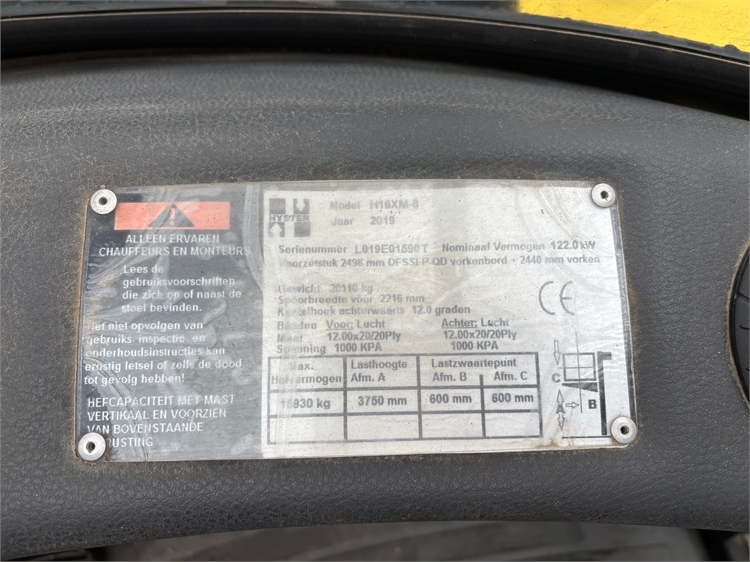 ALLEEN ERVAREN
CHAUFFEURS EN MONTEURS
Lees de
gebruiksvoorschriften
die zich op of naast de
stoel bevinden.
Het niet opvolgen van
gebruiks- inspectie- en
onderhoudsinstructies kan
ernstig letsel of zelfs de dood
tot gevolg hebben!
HEFCAPACITEIT MET MAST
VERTIKAAL EN VOORZIEN
VAN BOVENSTAANDE
HYSTER
Model H16XM-6
Jaar 2019
Serienummer L019E01590T - Nominaal Vermogen 122.0 kW
Voorzetstuk 2498 mm DFSSFP QD vorkenbord + 2440 mm vorken
Gewicht 20110 kg
Spoorbreedte voor 2216 mm
Kantelhoek achterwaarts 12.0 graden
Banden Voor: Lucht Achter: Lucht
Maat 12.00x20/20Ply 12.00x20/20Ply
Spanning 1000 KPA 1000 KPA
CE
Max. Lasthoogte Lastzwaartepunt
Hefvermogen Afm. A Afm. B Afm. C
15930 kg 3750 mm 600 mm 600 mm
C
A
B